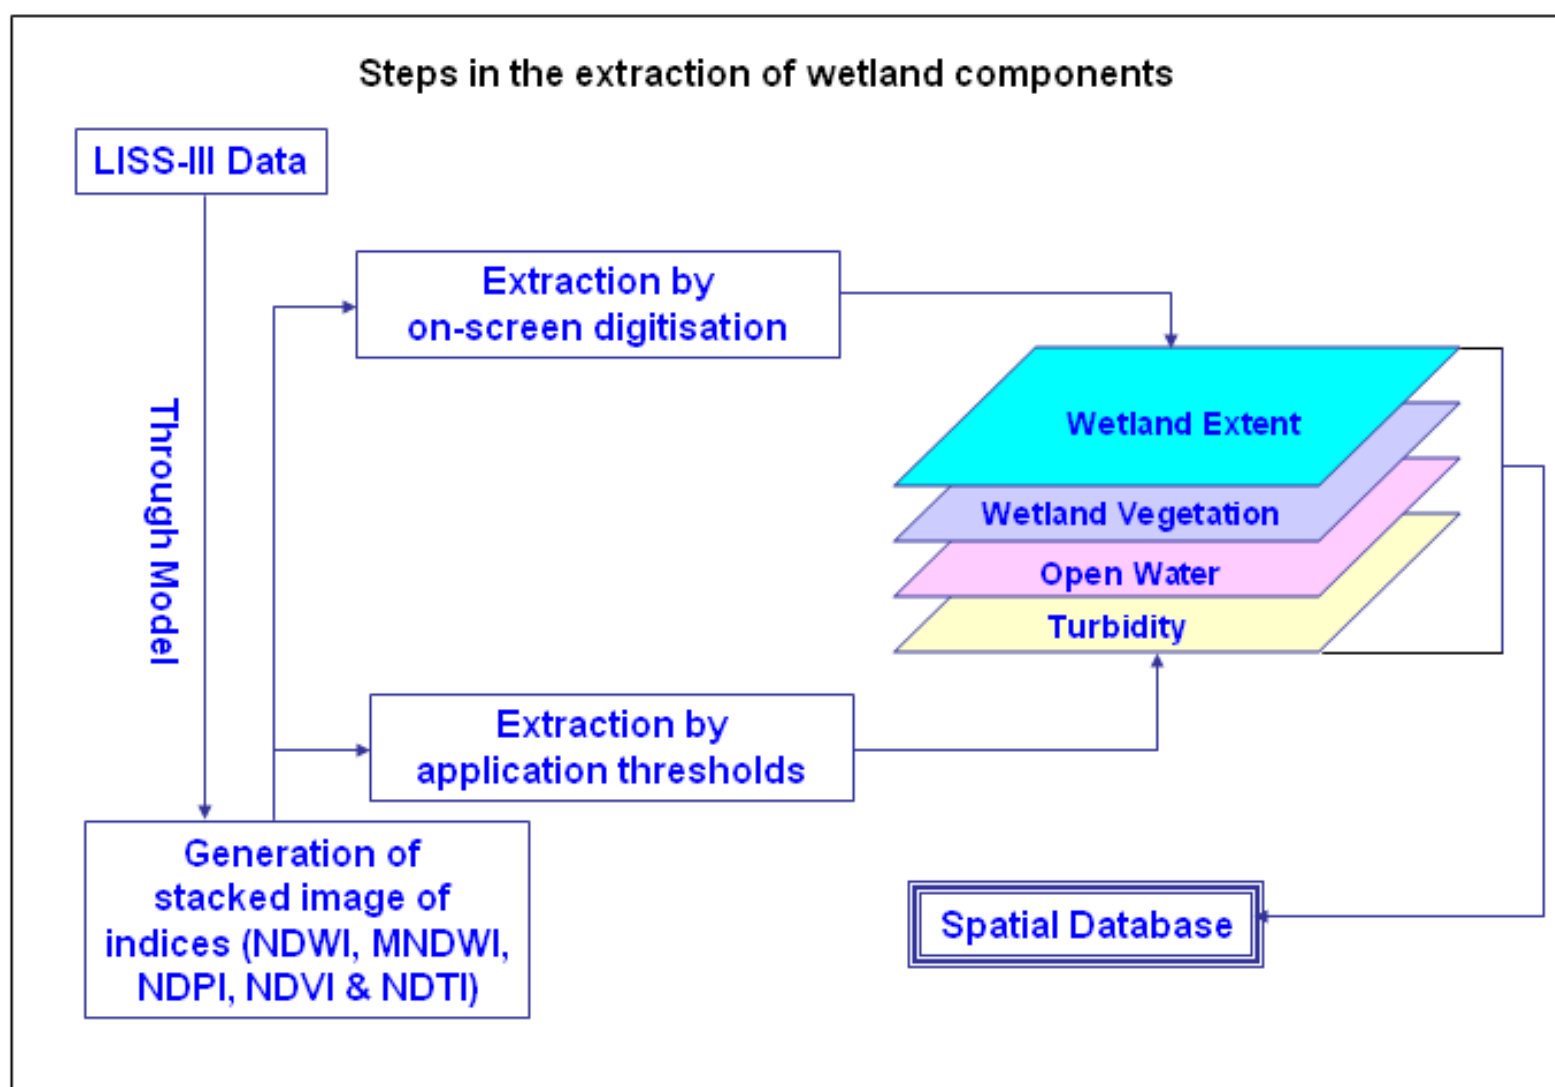 Steps in the extraction of wetland components
LISS-III Data
Through Model
Extraction by
on-screen digitisation
Wetland Extent
Wetland Vegetation
Open Water
Turbidity
Extraction by
application thresholds
Generation of
stacked image of
indices (NDWI, MNDWI,
NDPI, NDVI & NDTI)
Spatial Database